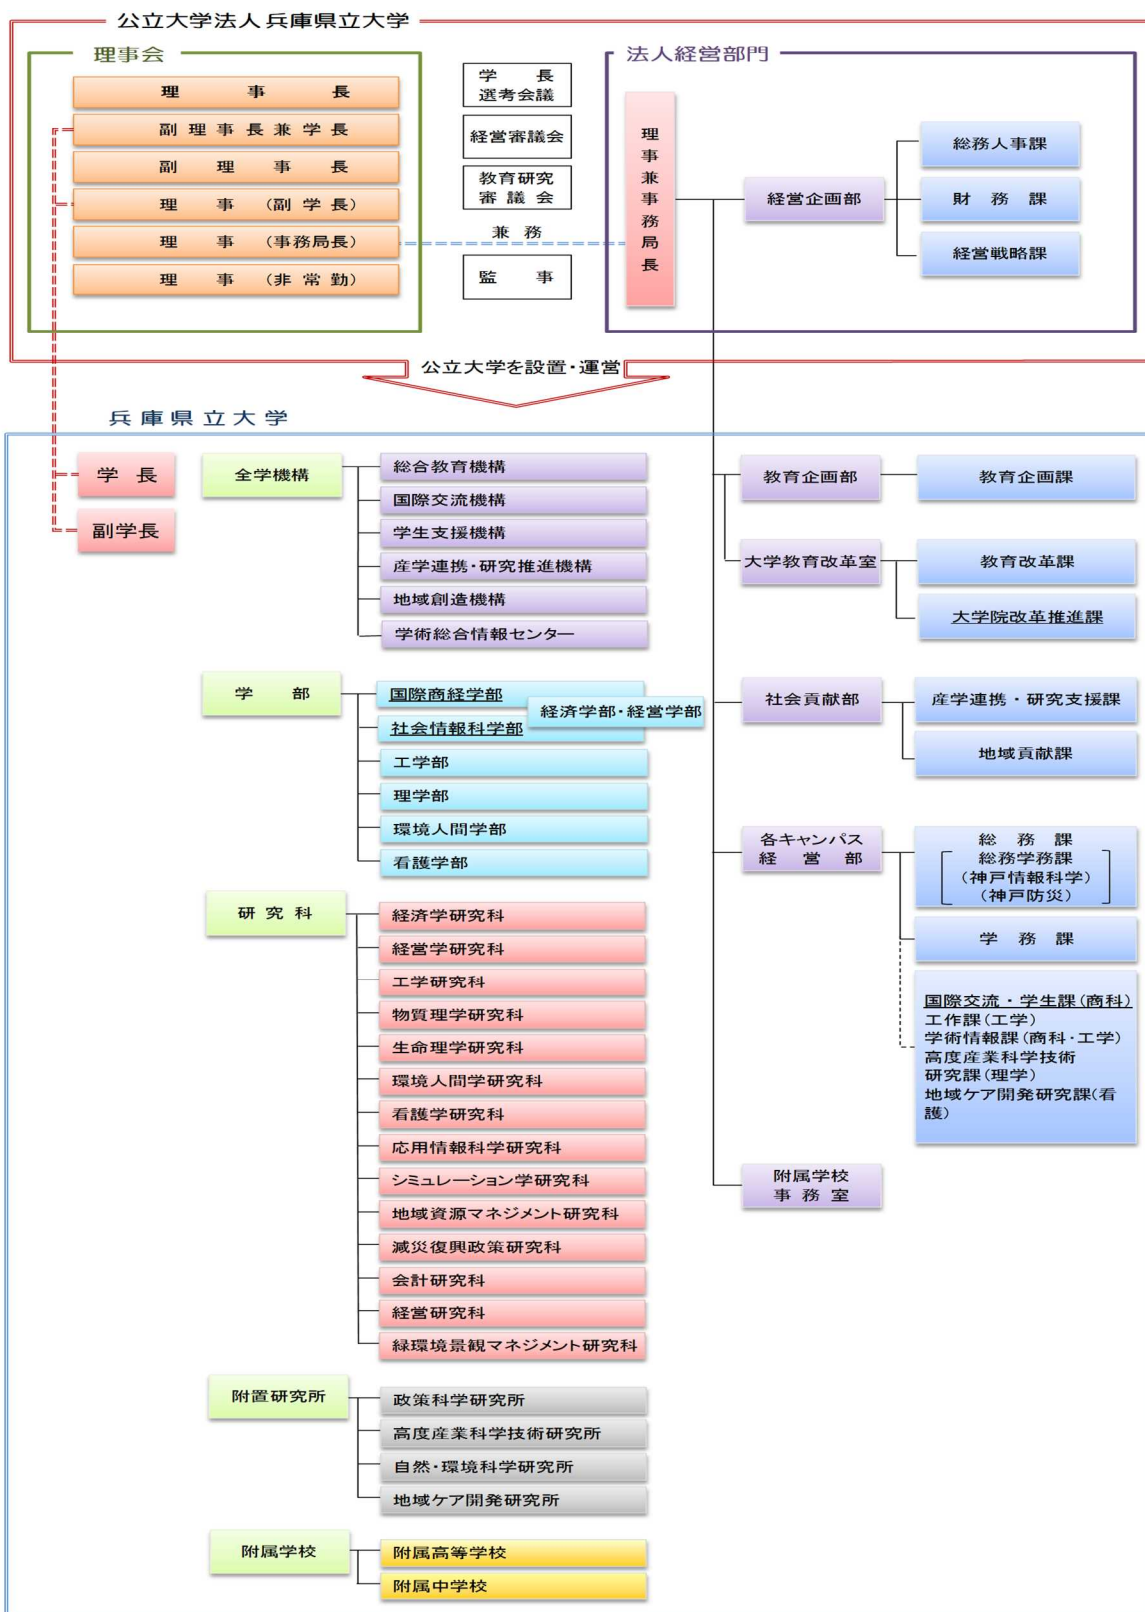 公立大学法人兵庫県立大学
理事会
理事長
副理事長兼学長
副理事長
理事(副学長)
理事(事務局長)
理事(非常勤)
学長
選考会議
経営審議会
教育研究
審議会
兼務
監事
法人経営部門
理事兼事務局長
経営企画部
総務人事課
財務課
経営戦略課
公立大学を設置・運営
兵庫県立大学
学長
副学長
全学機構
総合教育機構
国際交流機構
学生支援機構
産学連携・研究推進機構
地域創造機構
学術総合情報センター
学部
国際商経学部
社会情報科学部
経済学部・経営学部
工学部
理学部
環境人間学部
看護学部
研究科
経済学研究科
経営学研究科
工学研究科
物質理学研究科
生命理学研究科
環境人間学研究科
看護学研究科
応用情報科学研究科
シミュレーション学研究科
地域資源マネジメント研究科
減災復興政策研究科
会計研究科
経営研究科
緑環境景観マネジメント研究科
附置研究所
政策科学研究所
高度産業科学技術研究所
自然・環境科学研究所
地域ケア開発研究所
附属学校
附属高等学校
附属中学校
教育企画部
教育企画課
大学教育改革室
教育改革課
大学院改革推進課
社会貢献部
産学連携・研究支援課
地域貢献課
各キャンパス
経営部
総務課
総務学務課
(神戸情報科学)
(神戸防災)
学務課
国際交流・学生課(商科)
工作課(工学)
学術情報課(商科・工学)
高度産業科学技術
研究課(理学)
地域ケア開発研究課(看
護)
附属学校
事務室